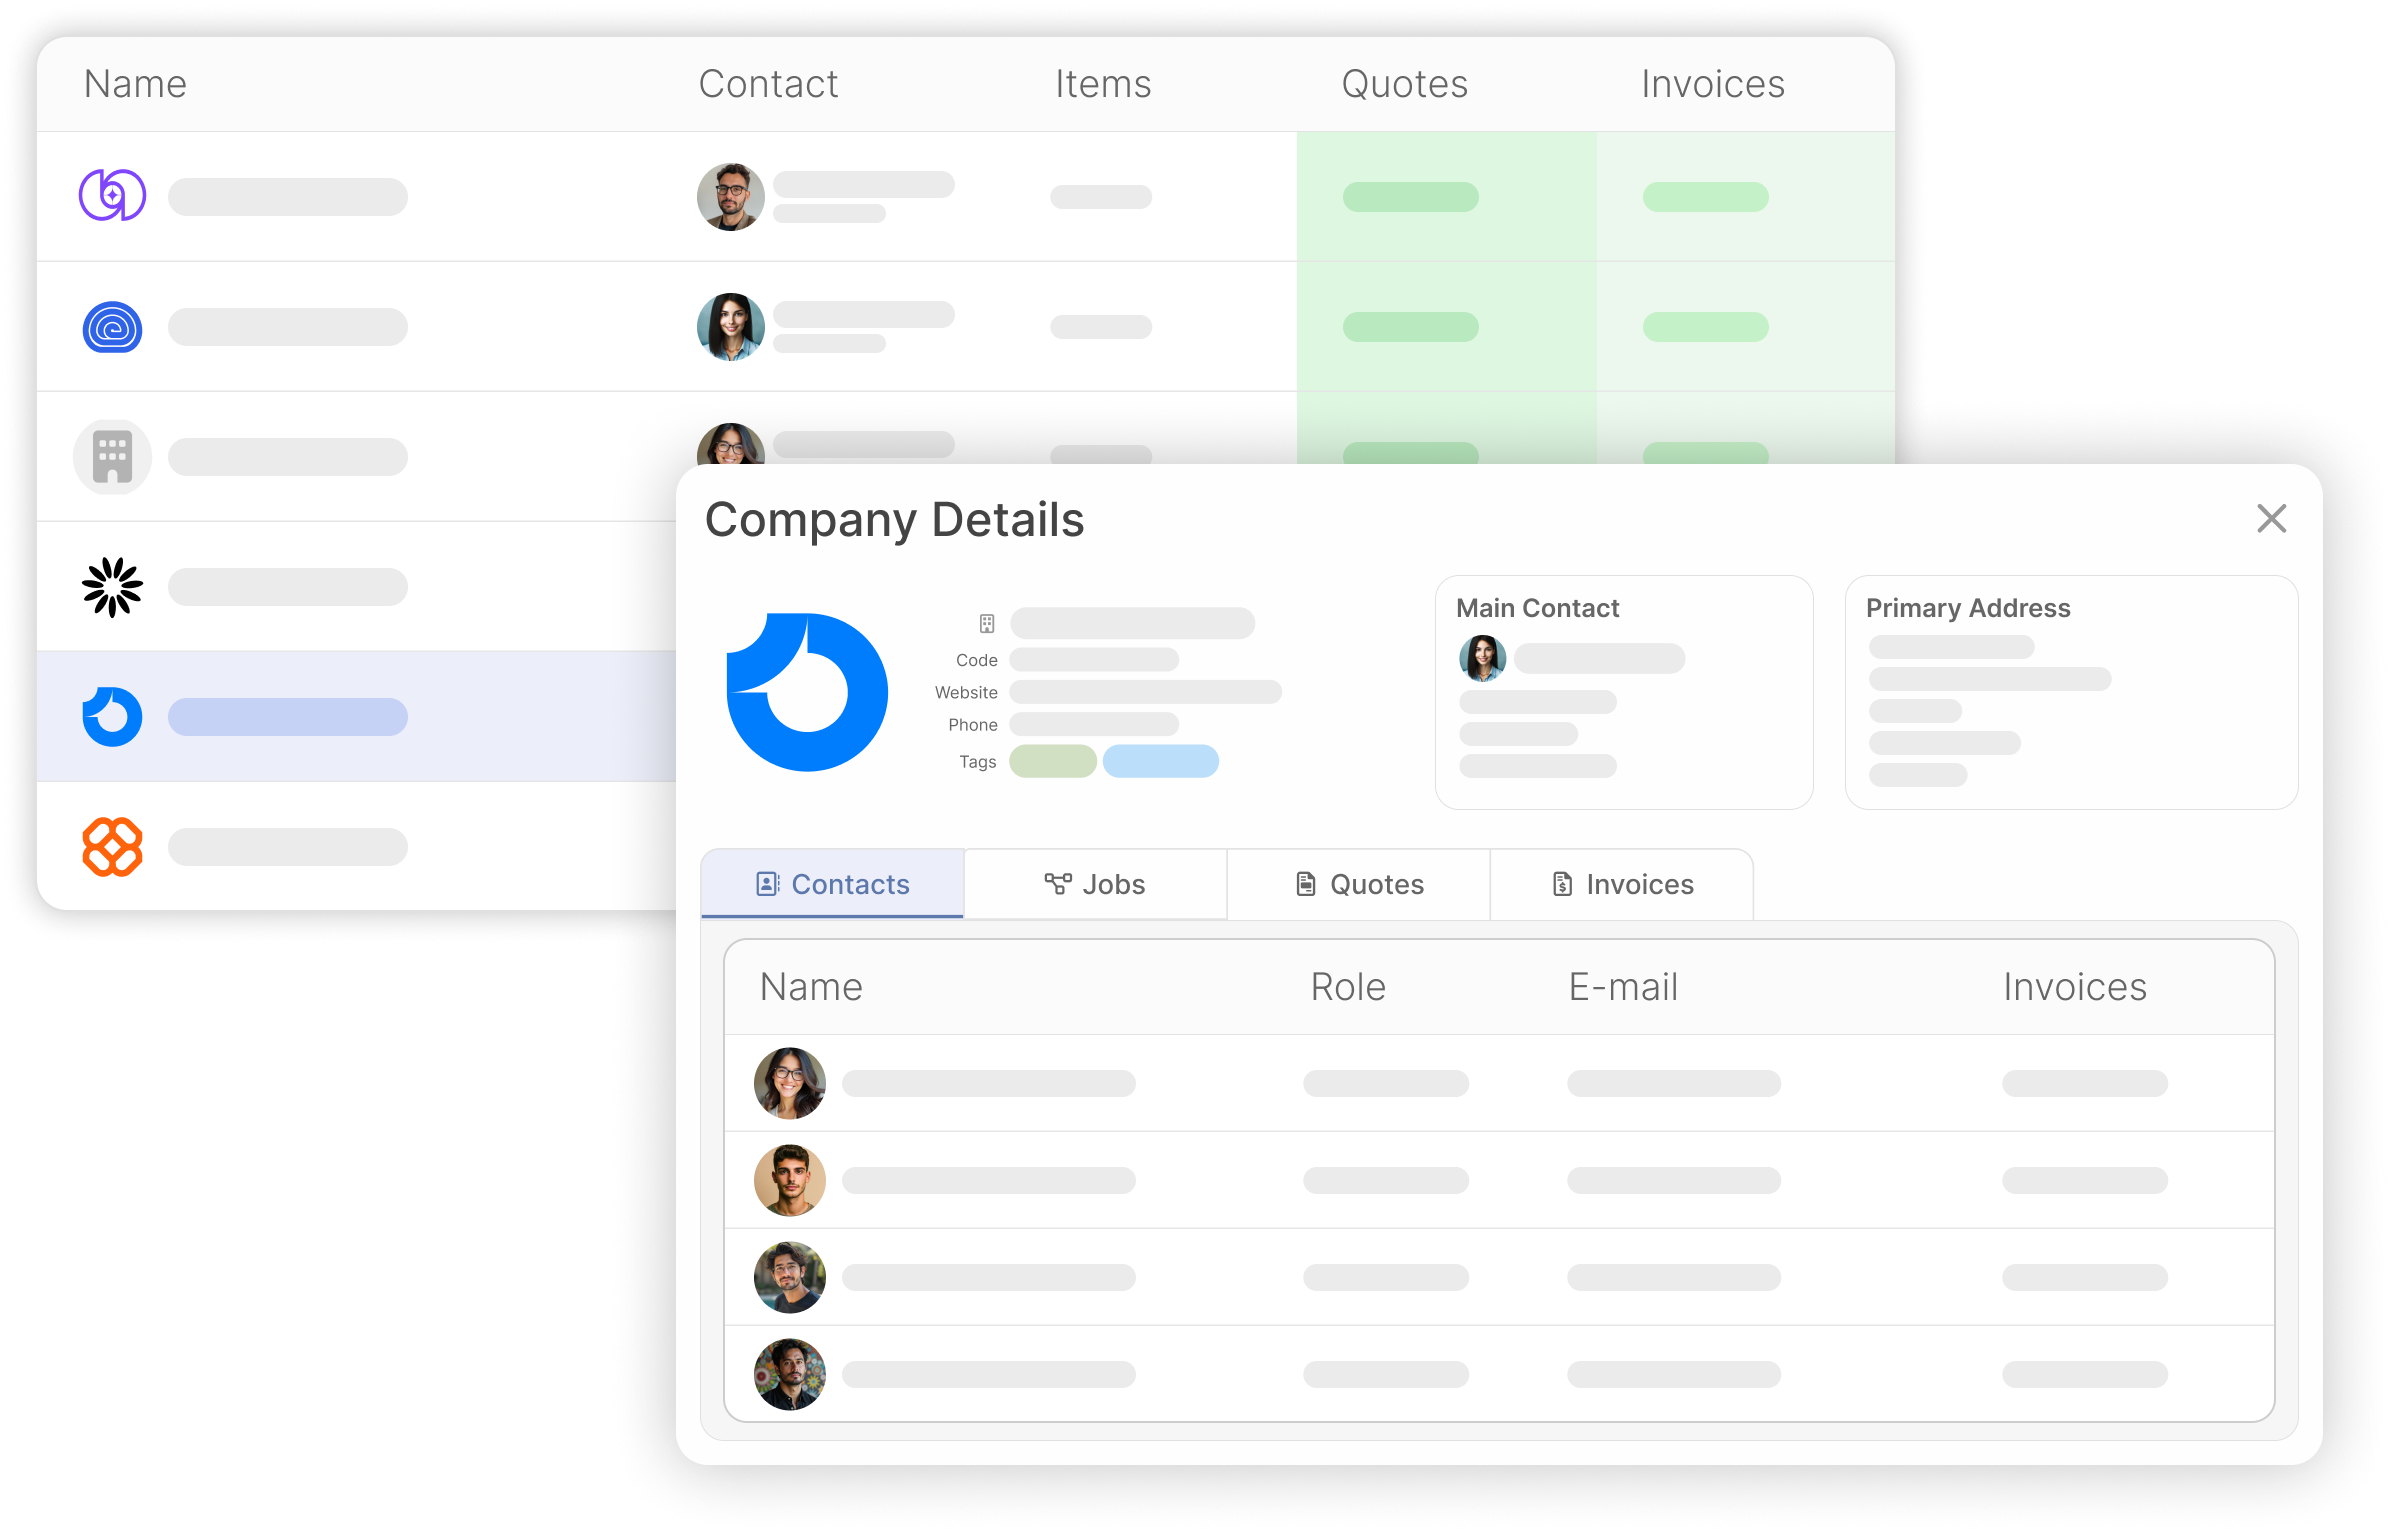 Name Contact Items Quotes Invoices
Company Details
Main Contact
Primary Address
Code
Website
Phone
Tags
Contacts Jobs Quotes Invoices
Name Role E-mail Invoices